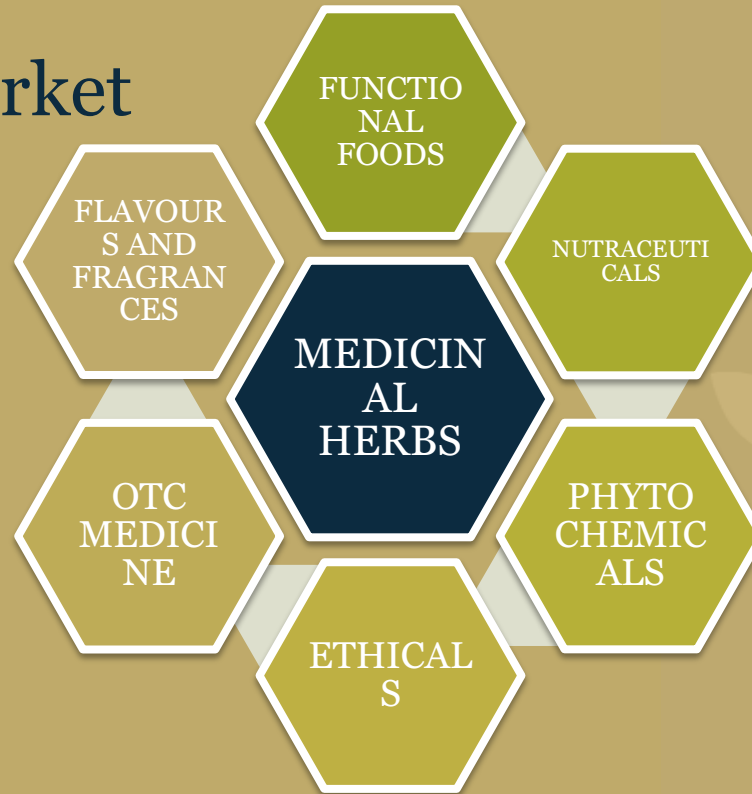 rket
FUNCTIO
NAL
FOODS
FLAVOUR
S AND
FRAGRAN
CES
NUTRACEUTI
CALS
MEDICIN
AL
HERBS
OTC
MEDICI
NE
PHYTO
CHEMIC
ALS
ETHICAL
S